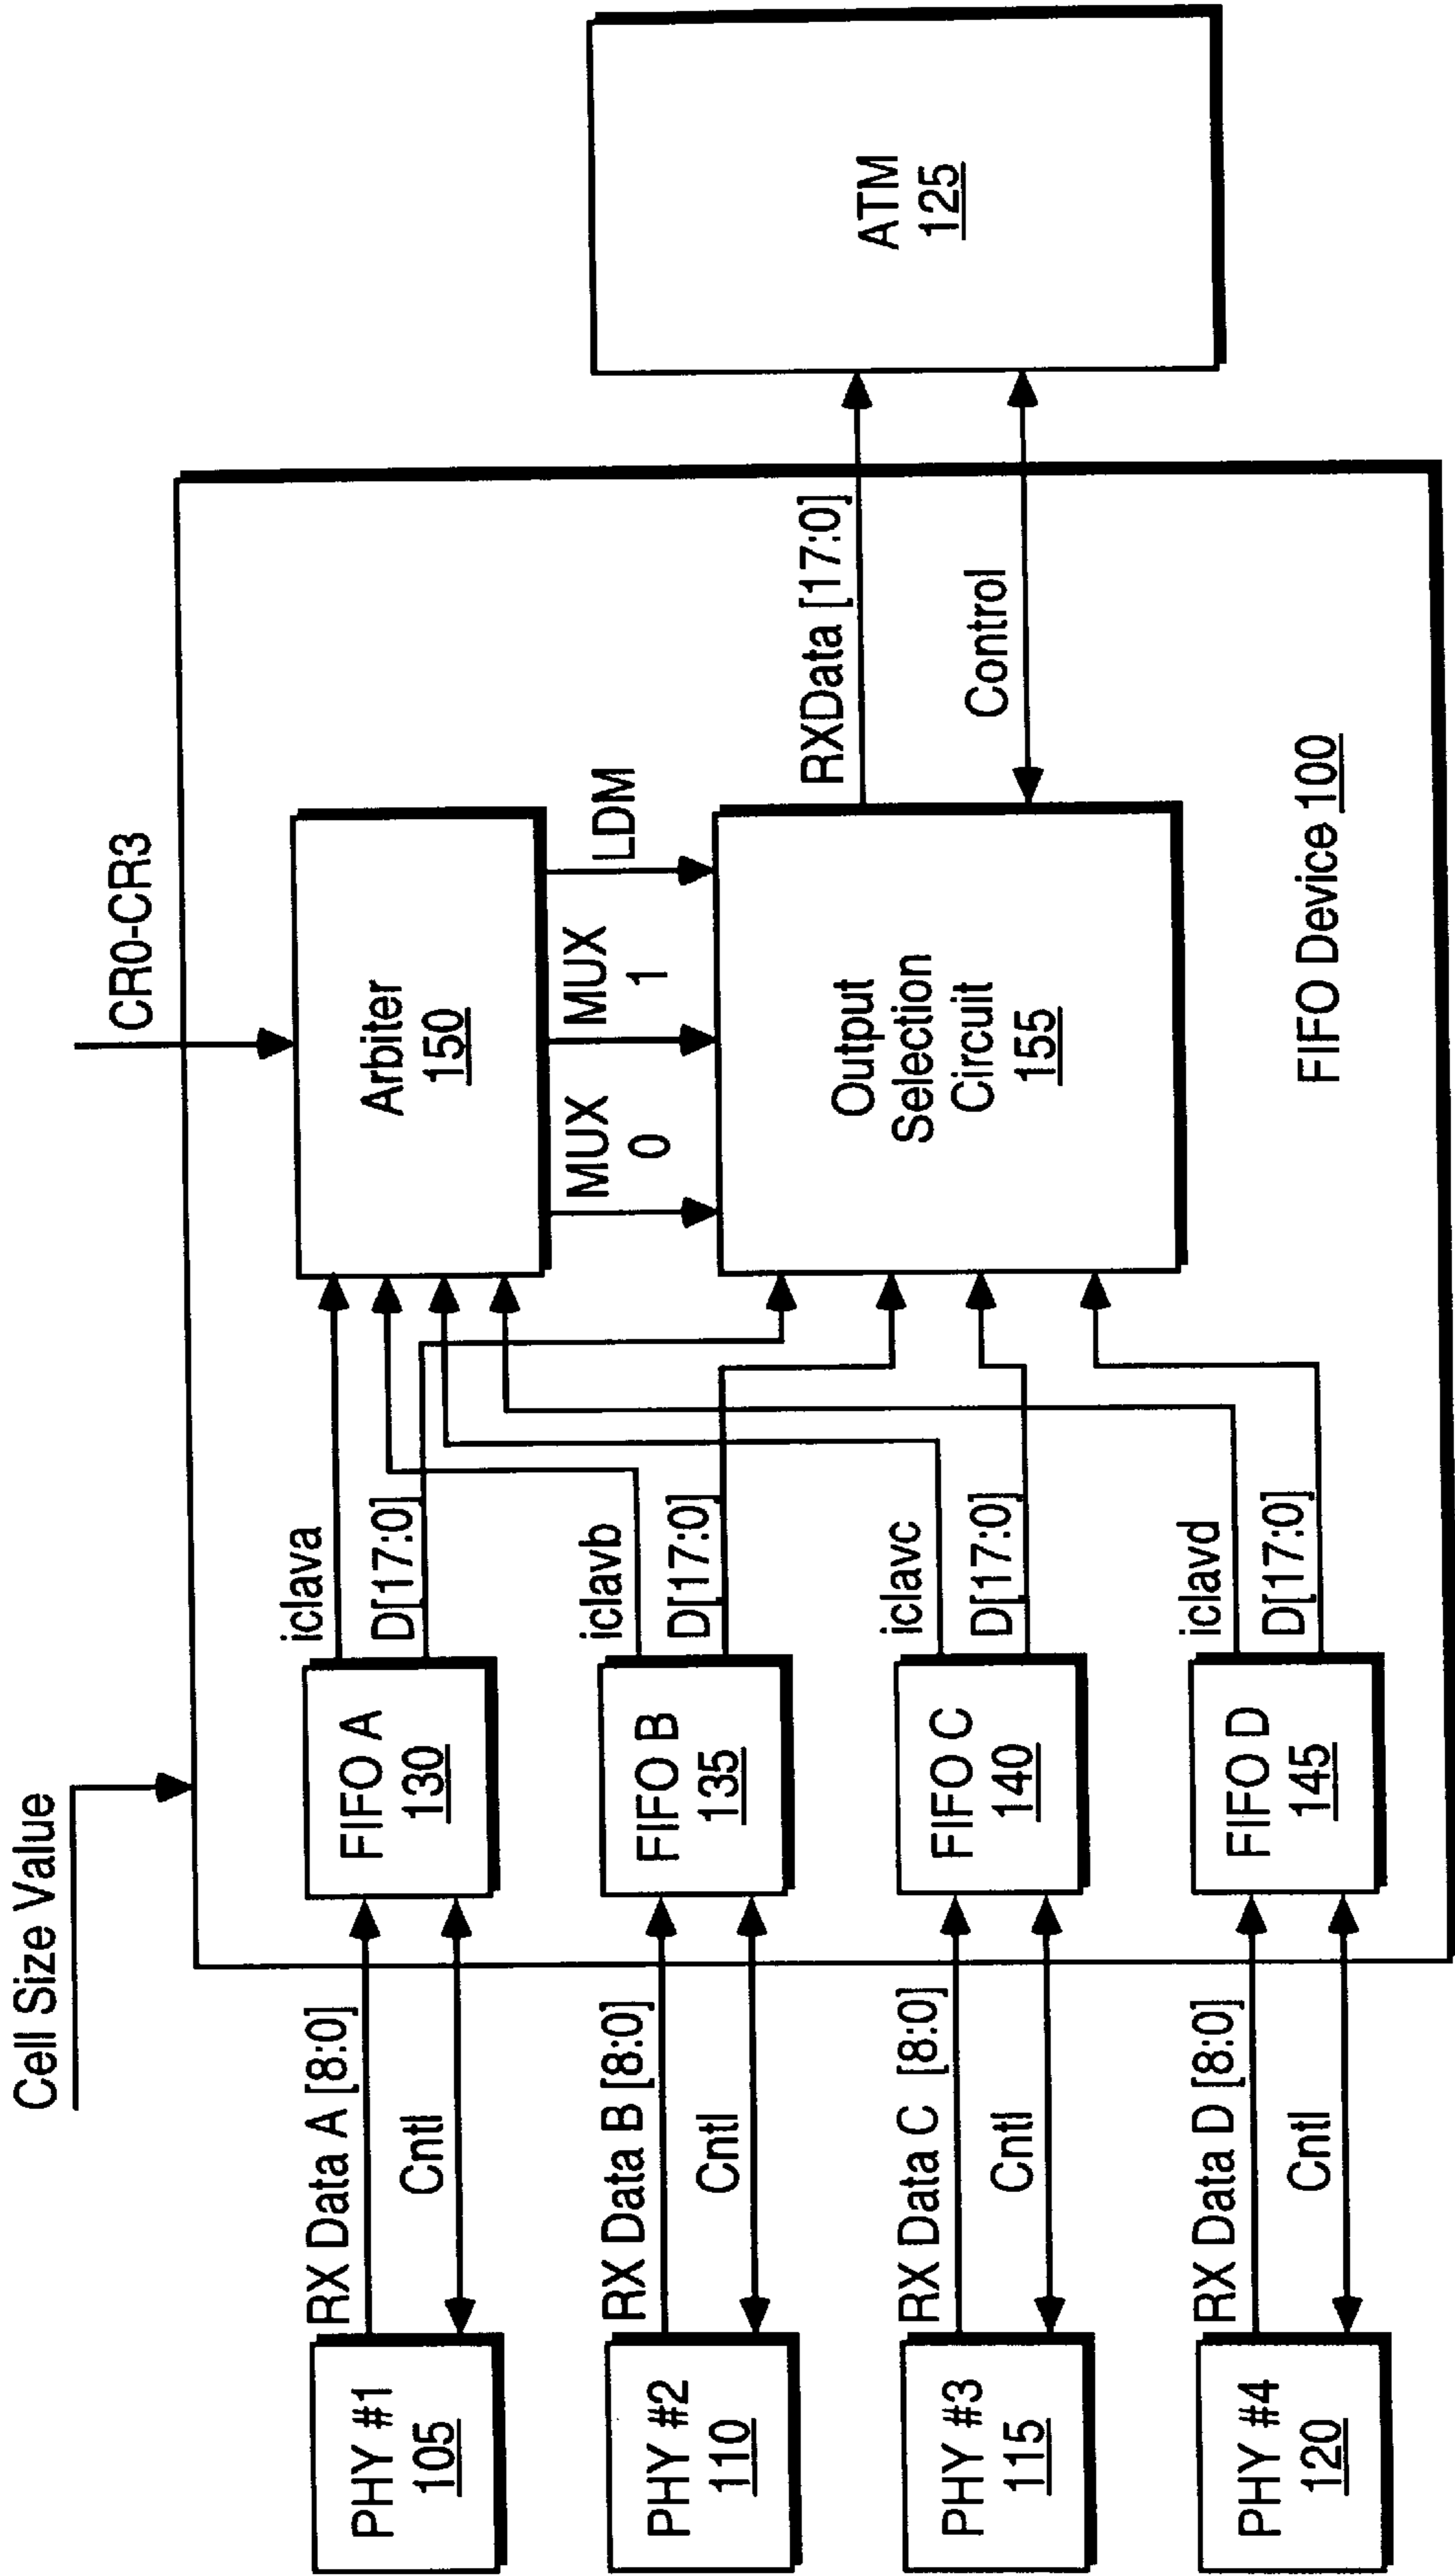 Cell Size Value
CR0-CR3
PHY #1
105
RX Data A [8:0]
Cntl
FIFO A
130
iclava
D[17:0]
Arbiter
150
MUX
0
MUX
1
LDM
PHY #2
110
RX Data B [8:0]
Cntl
FIFO B
135
iclavb
D[17:0]
PHY #3
115
RX Data C [8:0]
Cntl
FIFO C
140
iclavc
D[17:0]
Output
Selection
Circuit
155
RXData [17:0]
Control
ATM
125
PHY #4
120
RX Data D [8:0]
Cntl
FIFO D
145
iclavd
D[17:0]
FIFO Device 100